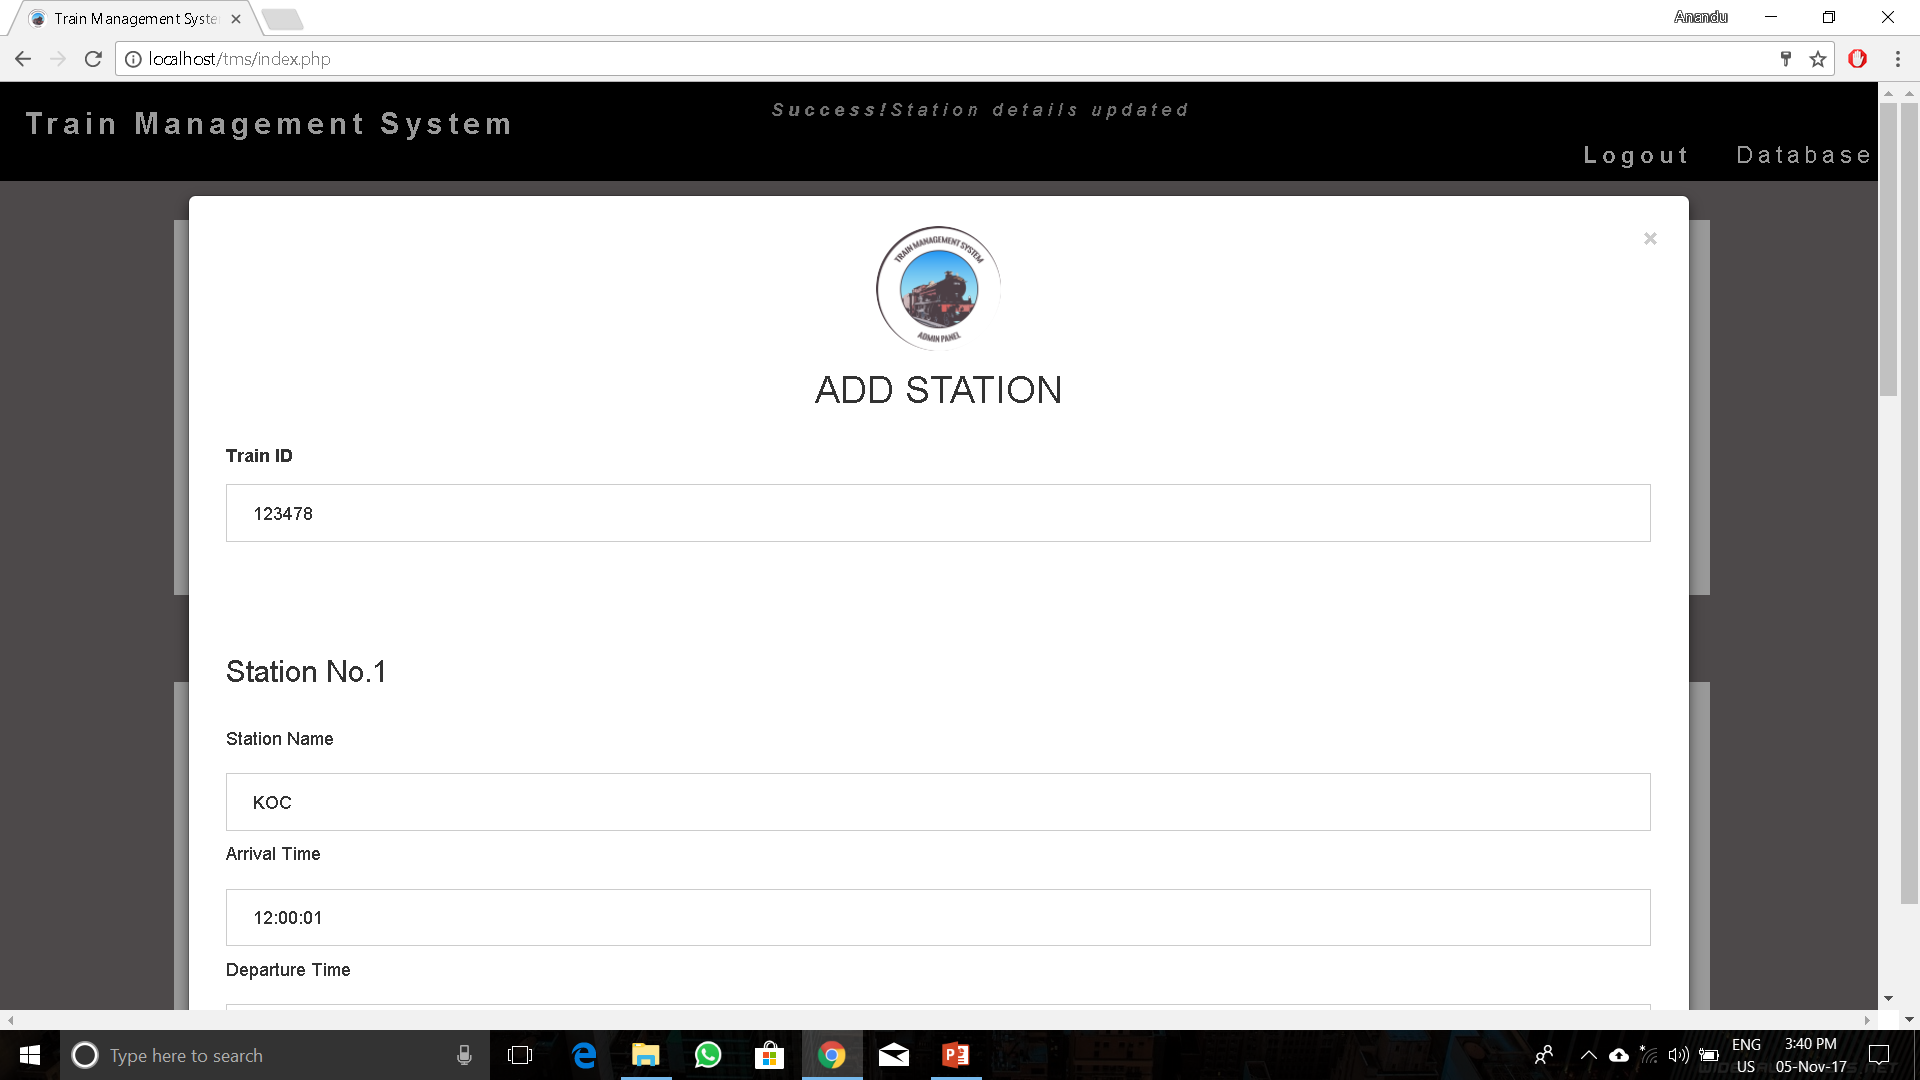 Train Management Syste
Anandu
localhost/tms/index.php
Train Management System
Success!Station details updated
Logout
Database
×
TRAIN MANAGEMENT SYSTEM
ADMIN PANEL
ADD STATION
Train ID
123478
Station No.1
Station Name
KOC
Arrival Time
12:00:01
Departure Time
Type here to search
ENG
US
3:40 PM
05-Nov-17